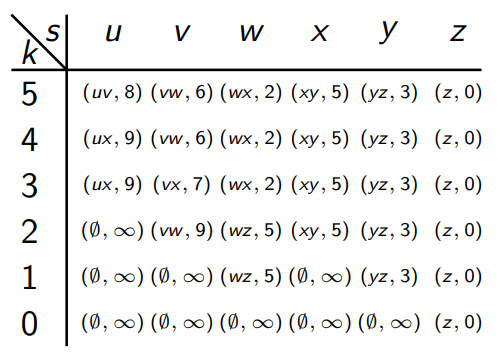 s u v w x y z
k
5 (uv, 8) (vw, 6) (wx, 2) (xy, 5) (yz, 3) (z, 0)
4 (ux, 9) (vw, 6) (wx, 2) (xy, 5) (yz, 3) (z, 0)
3 (ux, 9) (vx, 7) (wx, 2) (xy, 5) (yz, 3) (z, 0)
2 (∅, ∞) (vw, 9) (wz, 5) (xy, 5) (yz, 3) (z, 0)
1 (∅, ∞) (∅, ∞) (wz, 5) (∅, ∞) (yz, 3) (z, 0)
0 (∅, ∞) (∅, ∞) (∅, ∞) (∅, ∞) (∅, ∞) (z, 0)